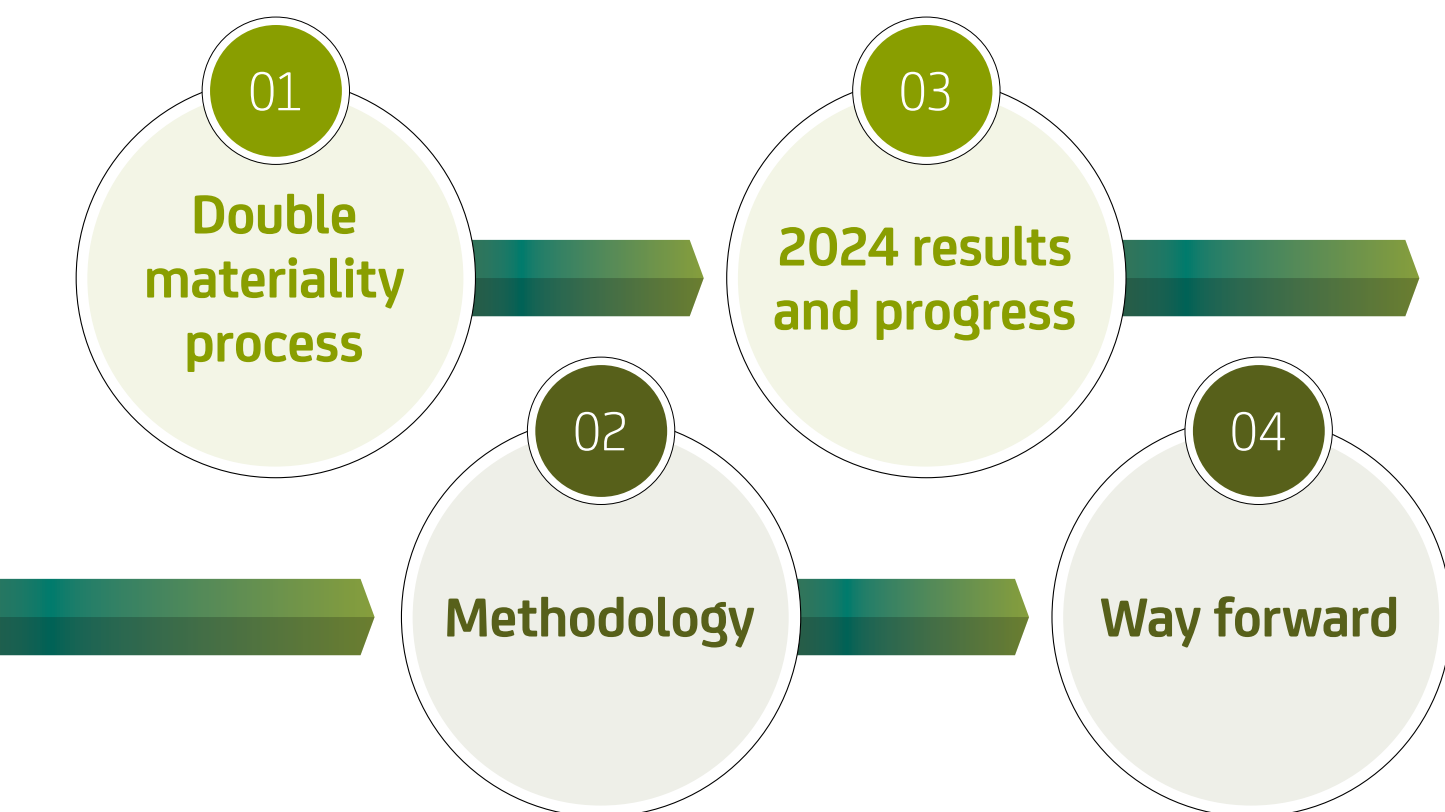 01
Double
materiality
process
02
Methodology
03
2024 results
and progress
04
Way forward